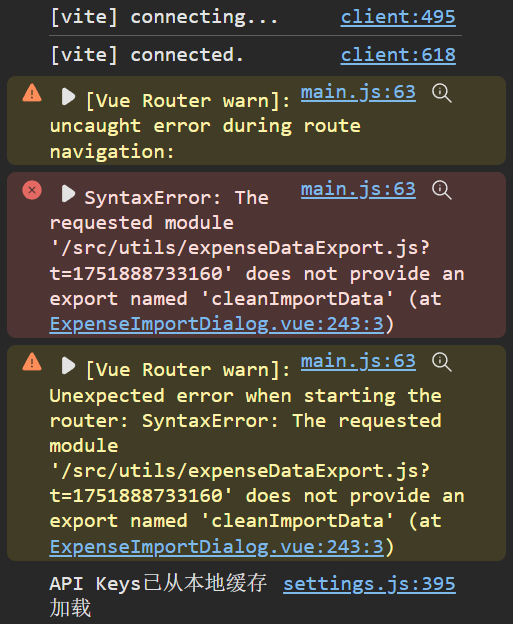 [vite] connecting... client:495
[vite] connected. client:618
[Vue Router warn]: main.js:63
uncaught error during route
navigation:
SyntaxError: The main.js:63
requested module
'/src/utils/expenseDataExport.js?
t=1751888733160' does not provide an
export named 'cleanImportData' (at
ExpenseImportDialog.vue:243:3)
[Vue Router warn]: main.js:63
Unexpected error when starting the
router: SyntaxError: The requested
module
'/src/utils/expenseDataExport.js?
t=1751888733160' does not provide an
export named 'cleanImportData' (at
ExpenseImportDialog.vue:243:3)
API Keys已从本地缓存 settings.js:395
加载